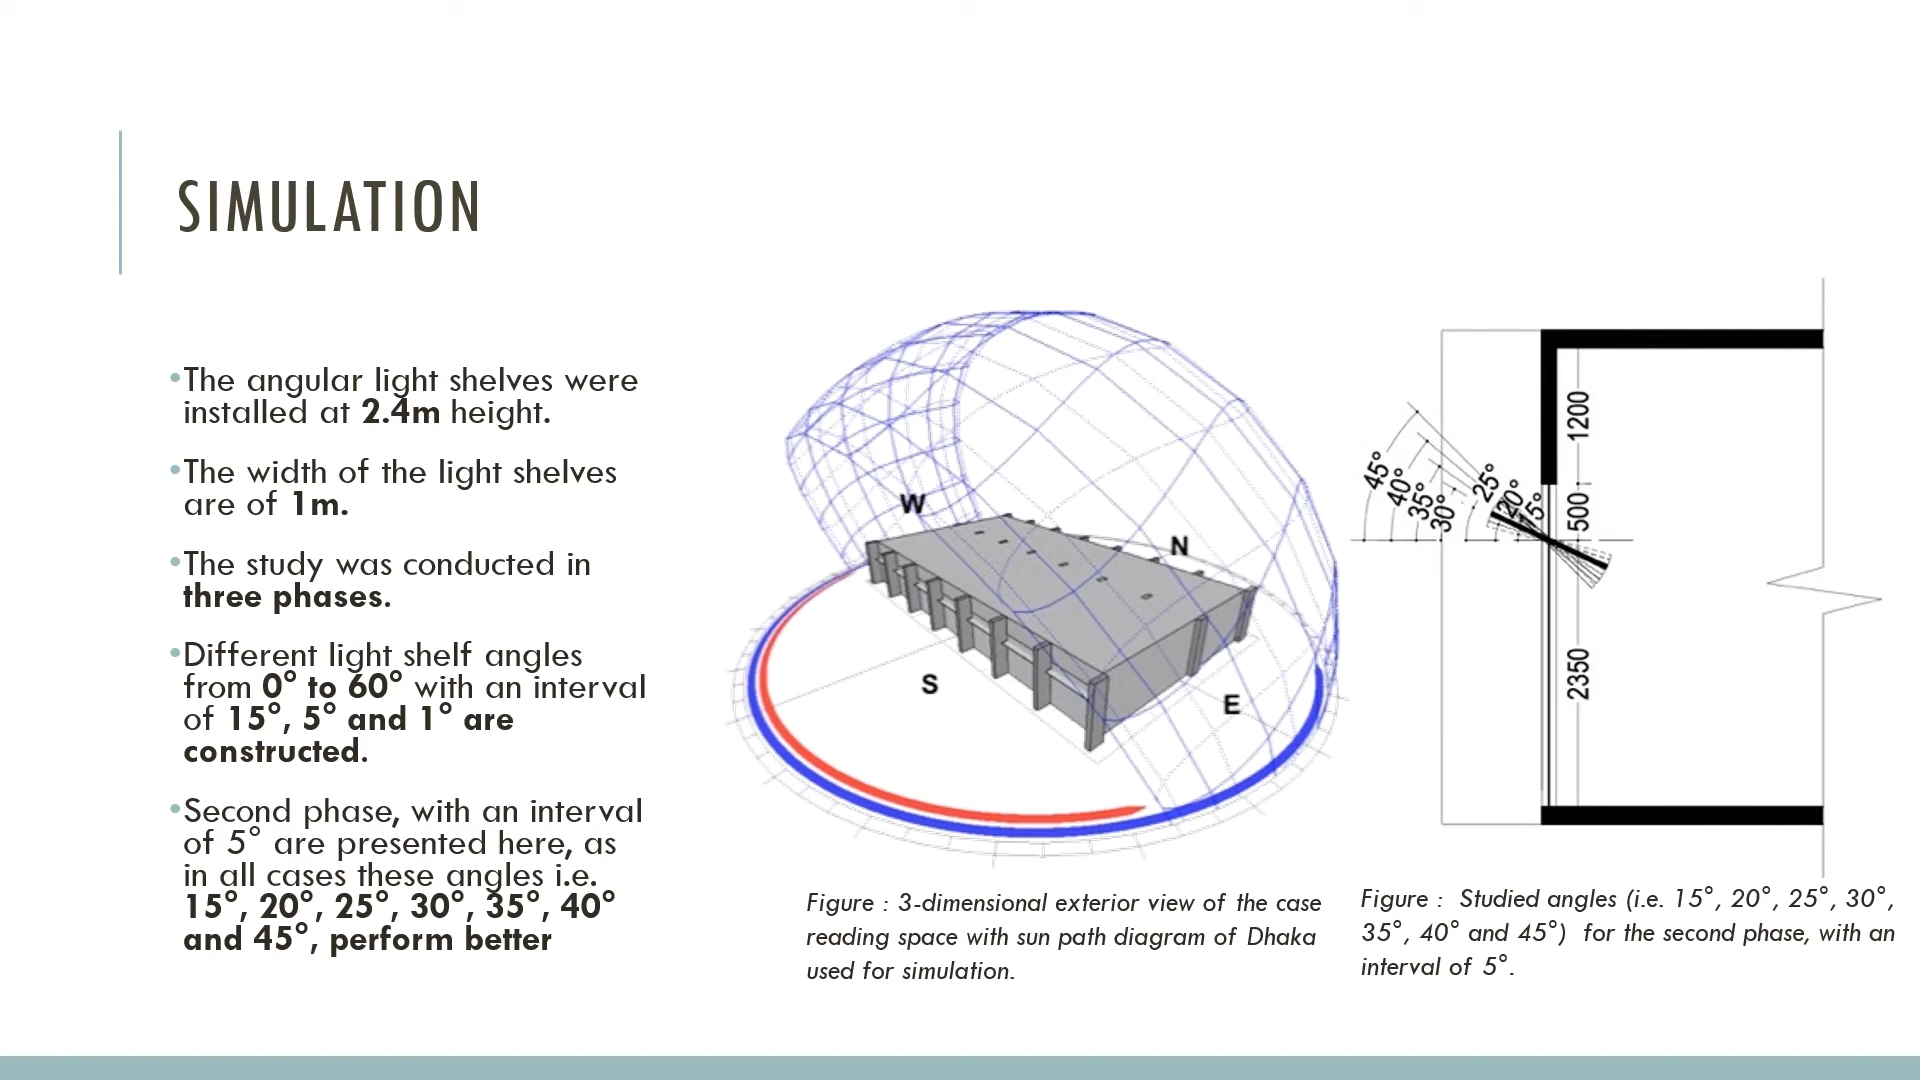 SIMULATION
•The angular light shelves were
installed at 2.4m height.
•The width of the light shelves
are of 1m.
•The study was conducted in
three phases.
•Different light shelf angles
from 0° to 60° with an interval
of 15°, 5° and 1° are
constructed.
•Second phase, with an interval
of 5° are presented here, as
in all cases these angles i.e.
15°, 20°, 25°, 30°, 35°, 40°
and 45°, perform better
W
N
S
E
Figure : 3-dimensional exterior view of the case
reading space with sun path diagram of Dhaka
used for simulation.
45°
40°
35°
30°
25°
20°
15°
1200
500
2350
Figure : Studied angles (i.e. 15°, 20°, 25°, 30°,
35°, 40° and 45°) for the second phase, with an
interval of 5°.